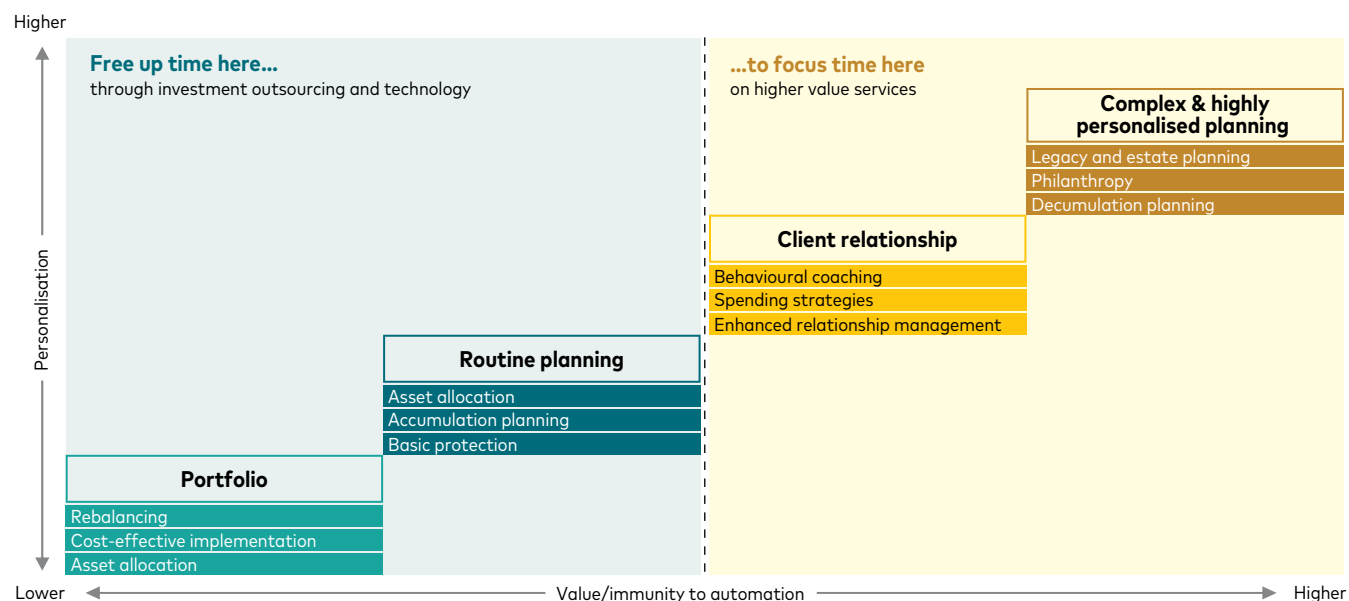 Higher
Free up time here...
through investment outsourcing and technology
...to focus time here
on higher value services
Complex & highly
personalised planning
Legacy and estate planning
Philanthropy
Decumulation planning
Client relationship
Behavioural coaching
Spending strategies
Enhanced relationship management
Personalisation
Routine planning
Asset allocation
Accumulation planning
Basic protection
Portfolio
Rebalancing
Cost-effective implementation
Asset allocation
Lower
Value/immunity to automation
Higher